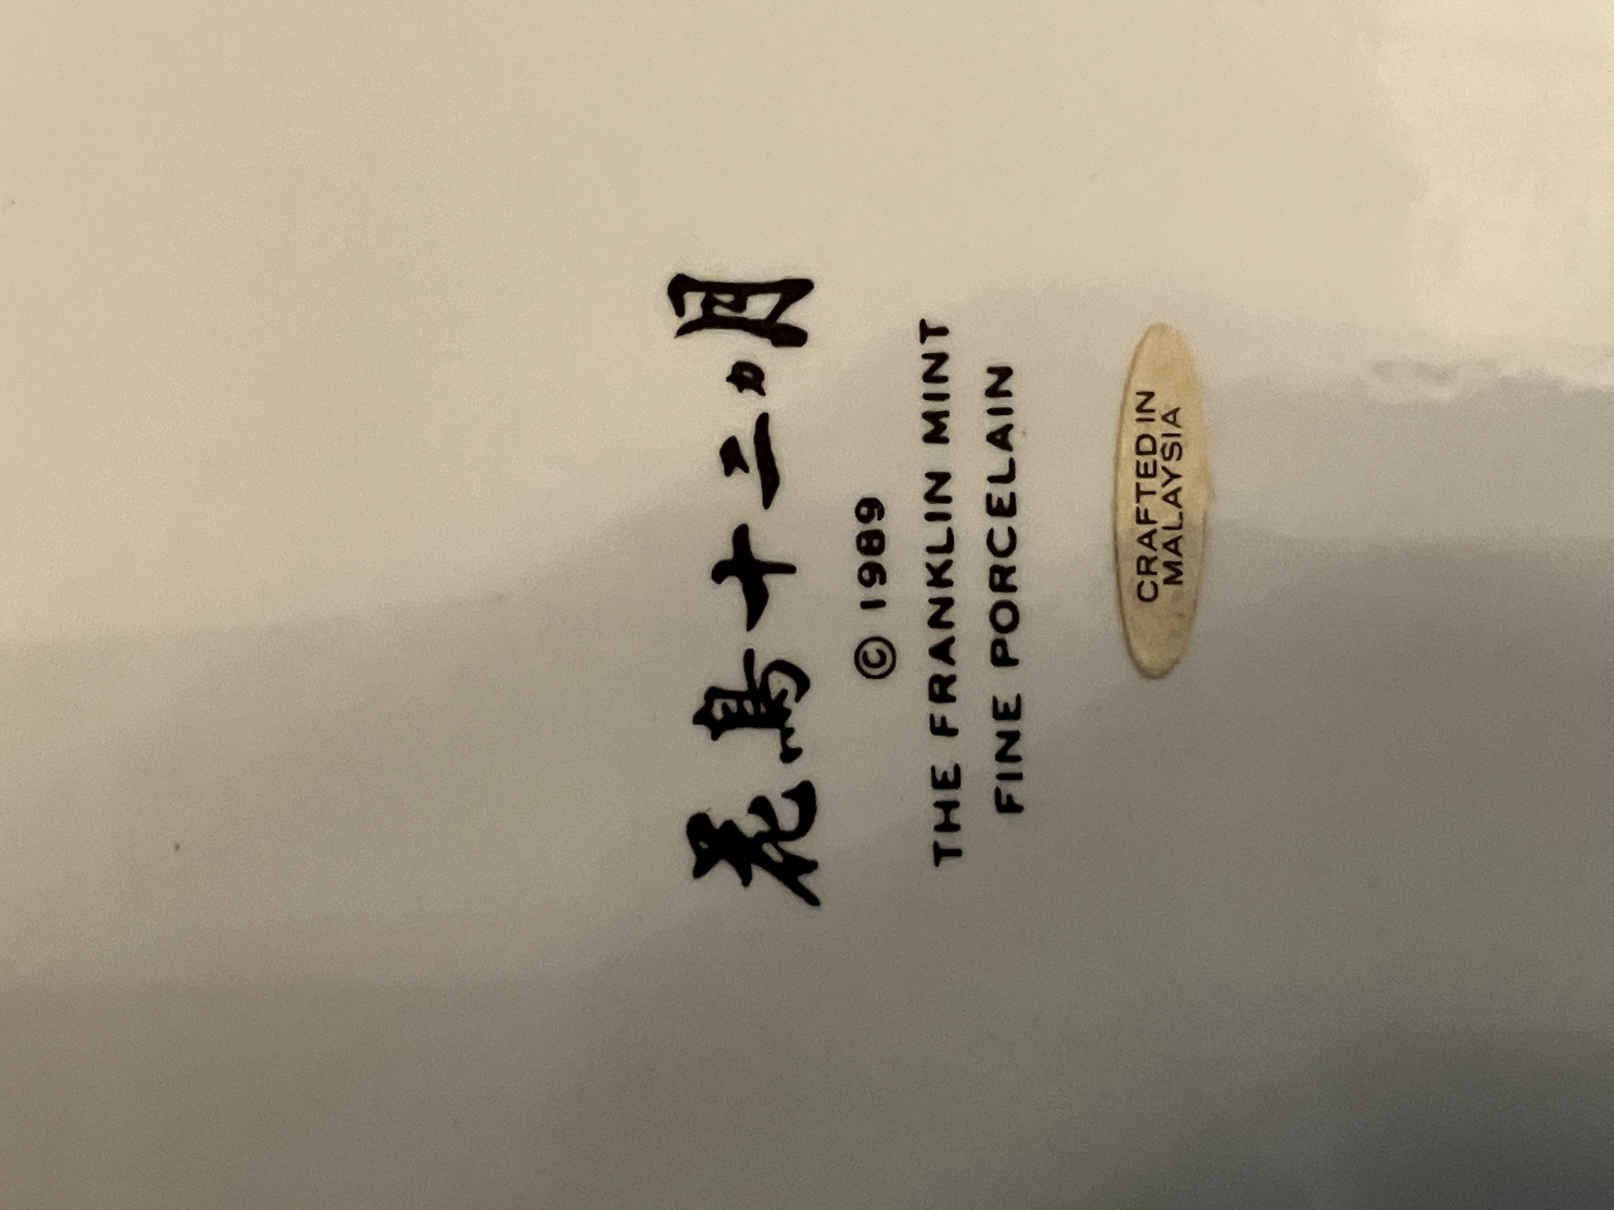 花鳥十二カ月
© 1989
THE FRANKLIN MINT
FINE PORCELAIN
CRAFTED IN
MALAYSIA